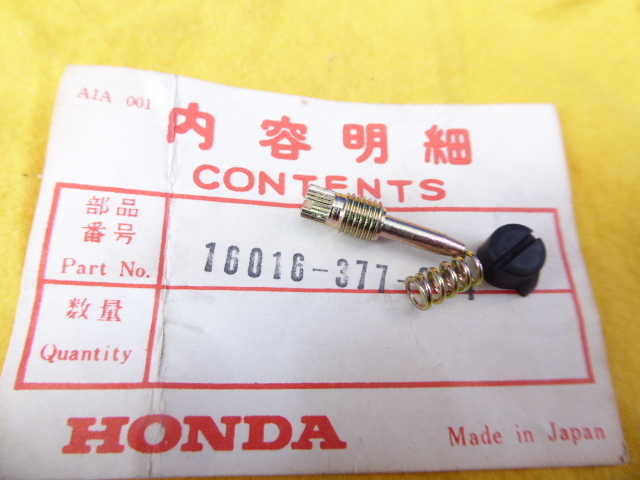 AIA 001
内容明細
CONTENTS
部品
番号
Part No.
16016-377-
数量
Quantity
HONDA
Made in Japan